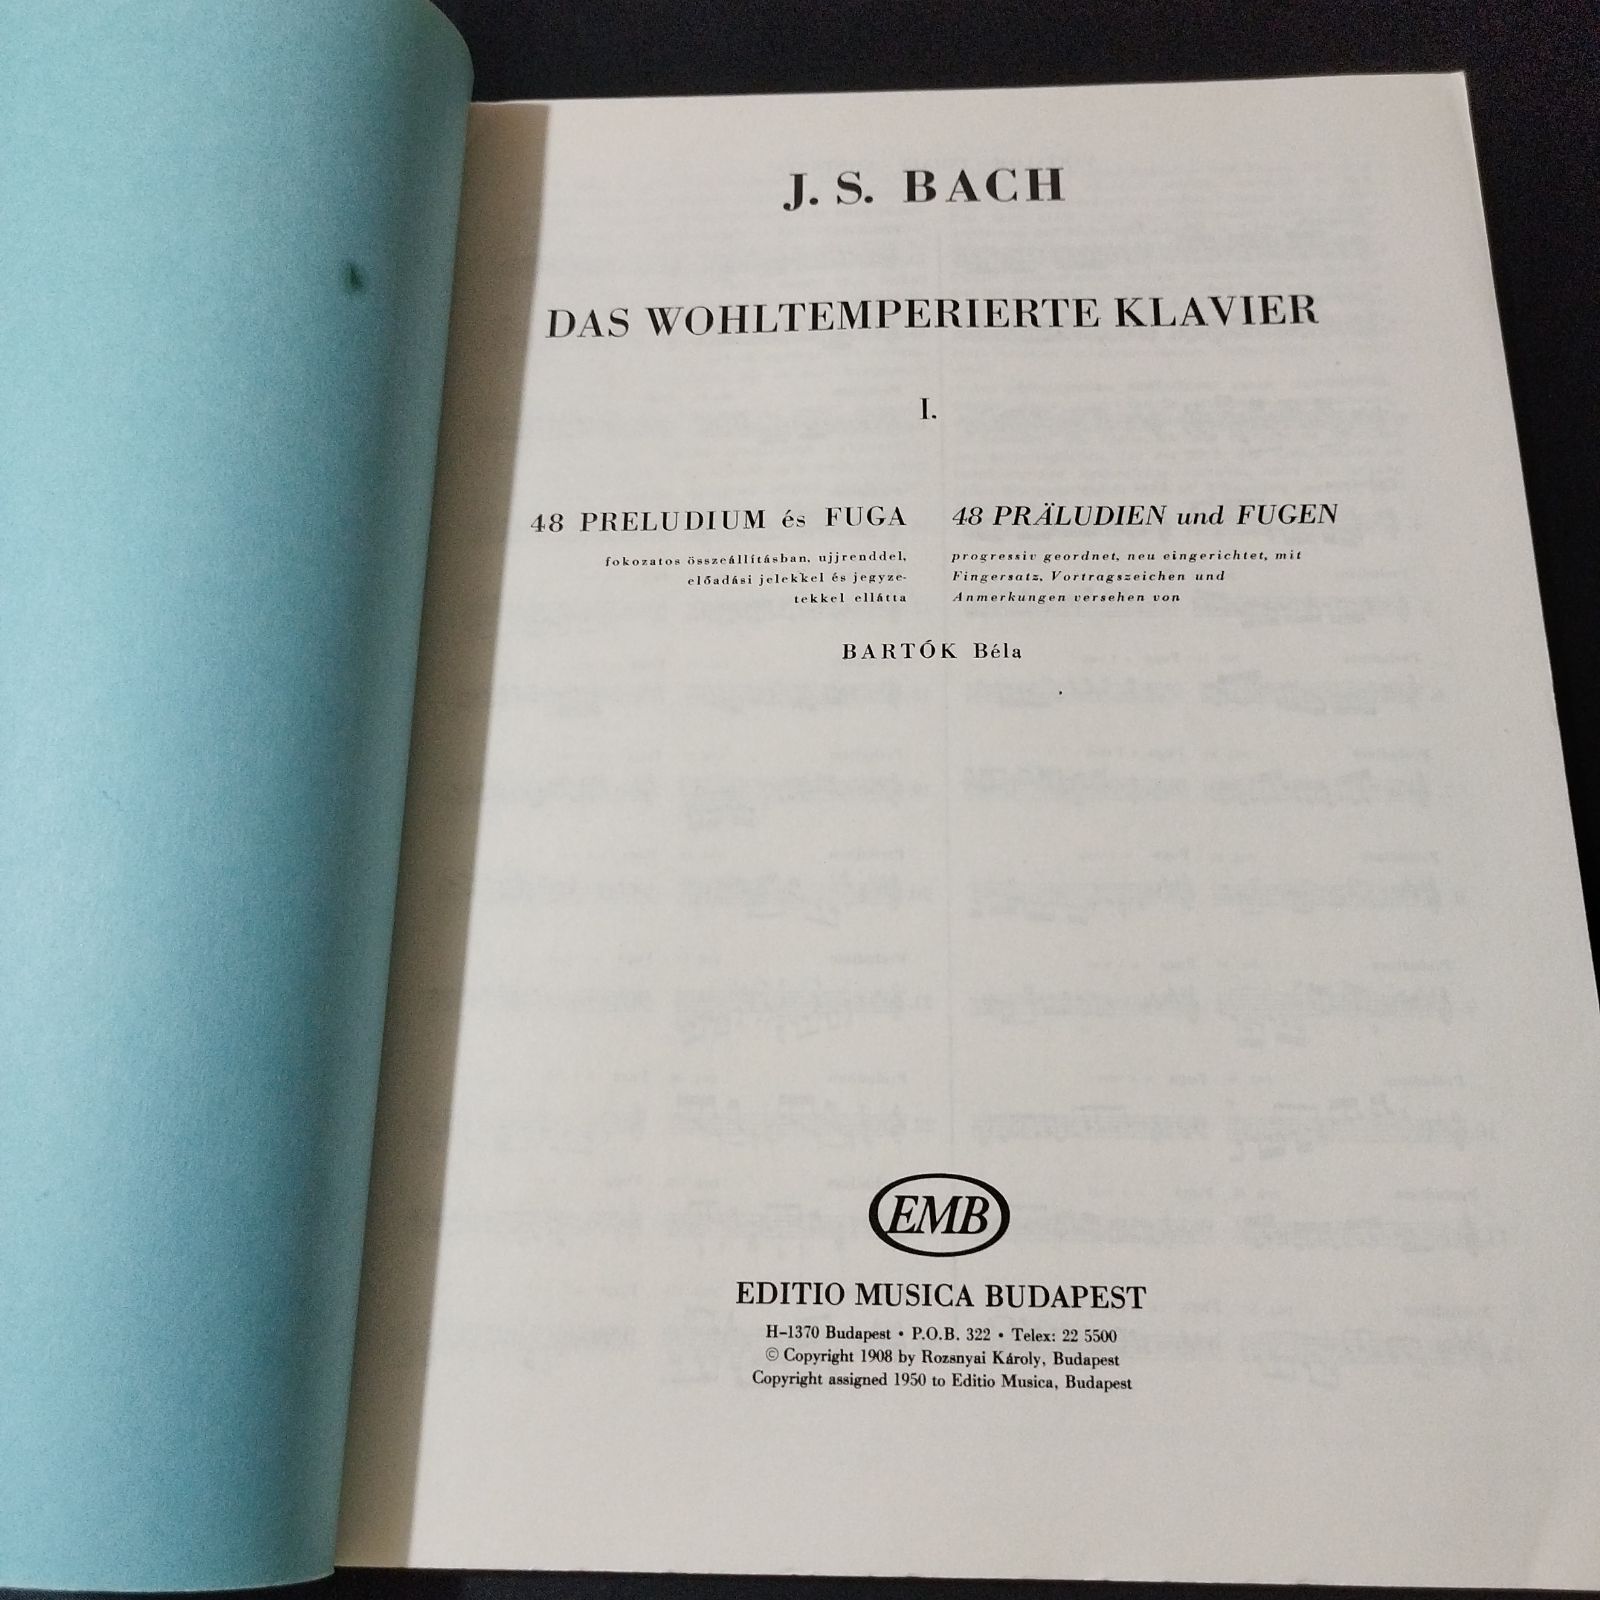 J. S. BACH
DAS WOHLTEMPERIERTE KLAVIER
I.
48 PRELUDIUM és FUGA
fokozatos összeállításban, ujjrenddel,
előadási jelekkel és jegyze-
tekkel ellátta
48 PRÄLUDIEN und FUGEN
progressiv geordnet, neu eingerichtet, mit
Fingersatz, Vortragszeichen und
Anmerkungen versehen von
BARTÓK Béla
EMB
EDITIO MUSICA BUDAPEST
H-1370 Budapest • P.O.B. 322 • Telex: 22 5500
© Copyright 1908 by Rozsnyai Károly, Budapest
Copyright assigned 1950 to Editio Musica, Budapest